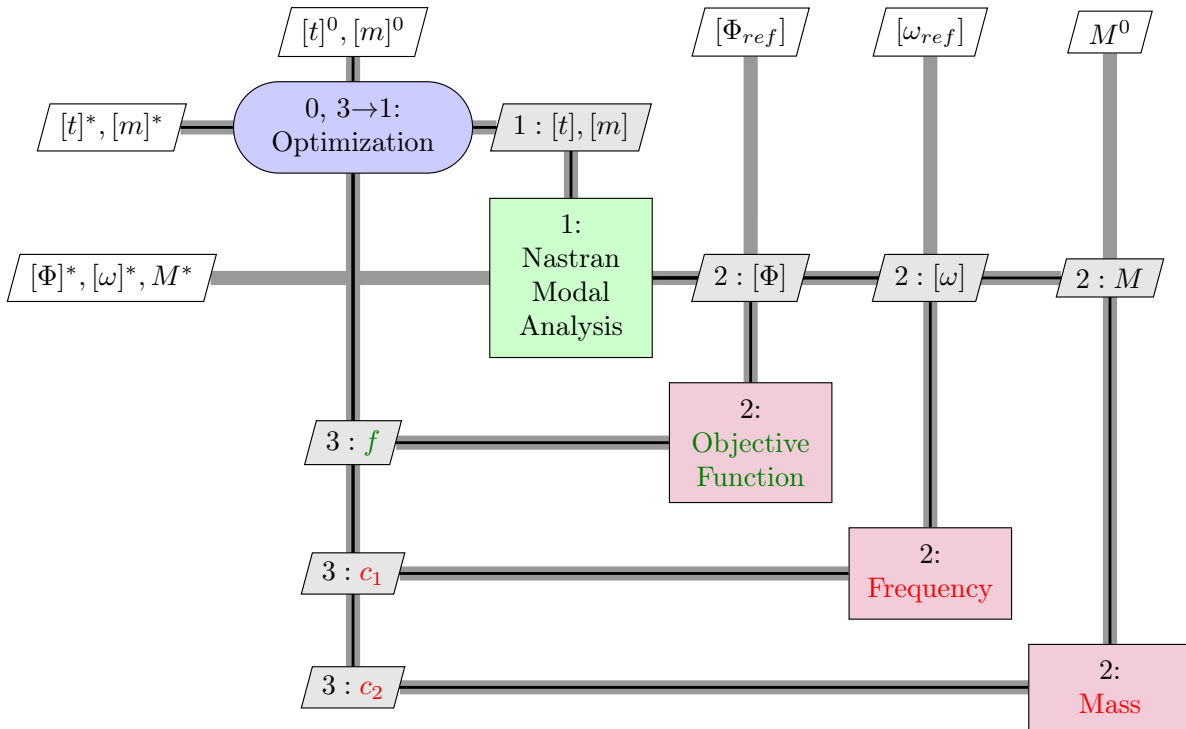 [t]⁰, [m]⁰
[Φ_ref]
[ω_ref]
M⁰
[t]*, [m]*
0, 3→1:
Optimization
1 : [t], [m]
[Φ]*, [ω]*, M*
1:
Nastran
Modal
Analysis
2 : [Φ]
2 : [ω]
2 : M
3 : f
2:
Objective
Function
3 : c₁
2:
Frequency
3 : c₂
2:
Mass